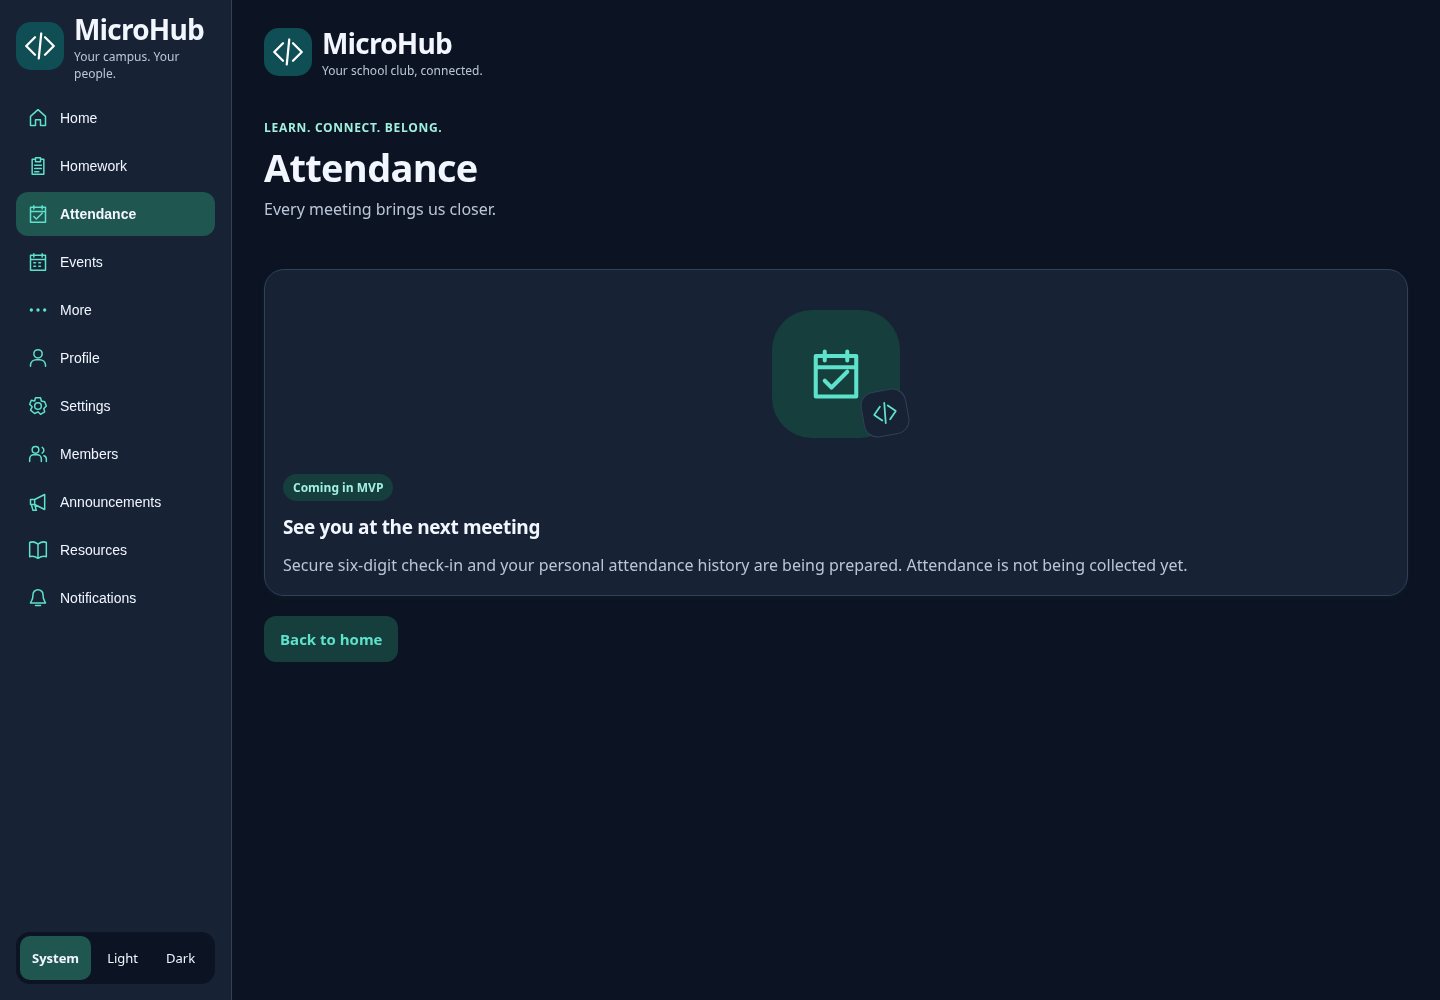 MicroHub
Your campus. Your
people.
Home
Homework
Attendance
Events
More
Profile
Settings
Members
Announcements
Resources
Notifications
System
Light
Dark
MicroHub
Your school club, connected.
LEARN. CONNECT. BELONG.
Attendance
Every meeting brings us closer.
Coming in MVP
See you at the next meeting
Secure six-digit check-in and your personal attendance history are being prepared. Attendance is not being collected yet.
Back to home